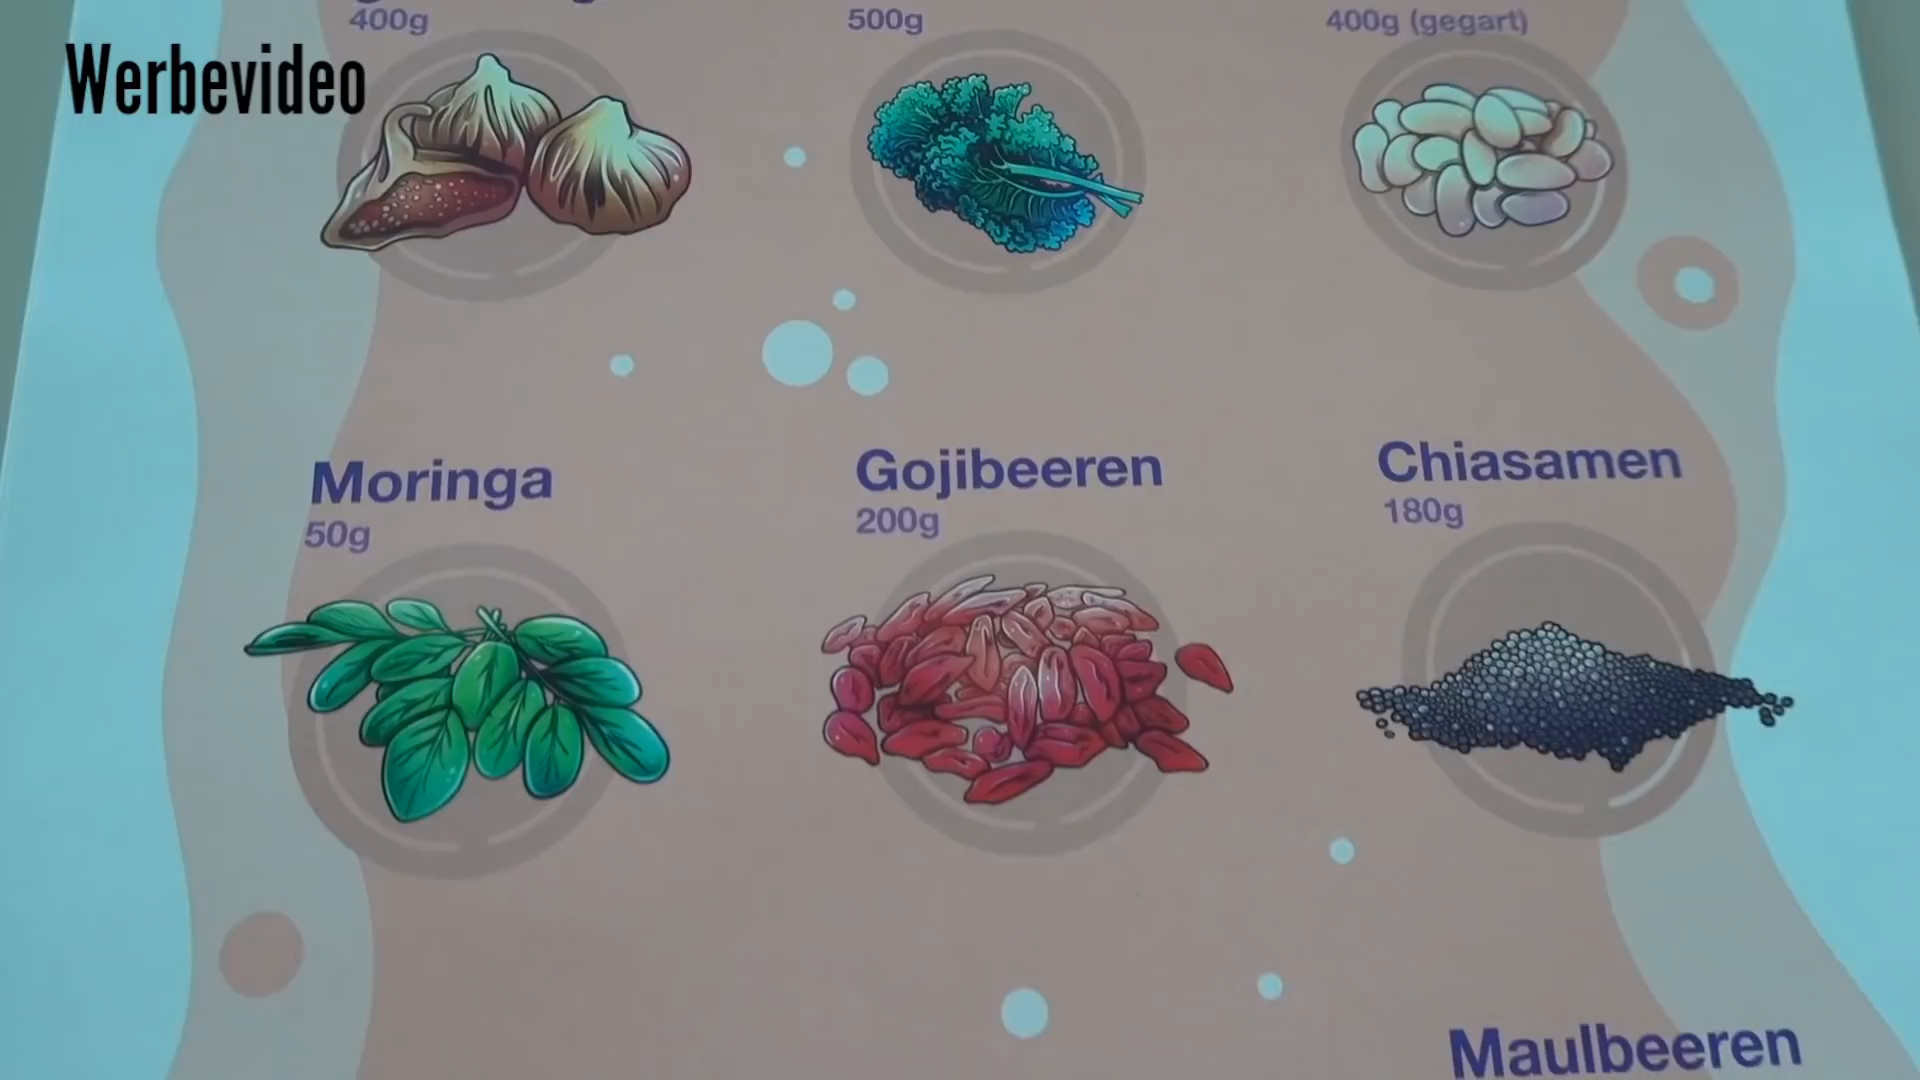 Werbevideo
400g
500g
400g (gegart)
Moringa
50g
Gojibeeren
200g
Chiasamen
180g
Maulbeeren